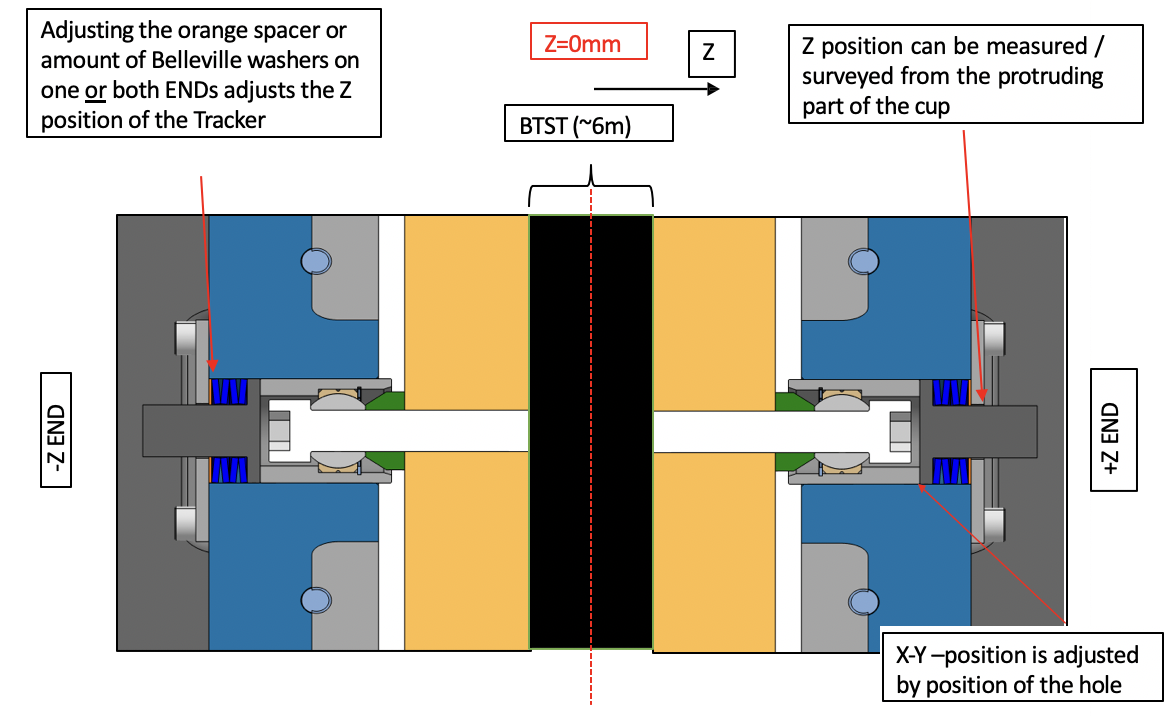 Adjusting the orange spacer or
amount of Belleville washers on
one or both ENDs adjusts the Z
position of the Tracker
Z=0mm
Z
BTST (~6m)
Z position can be measured /
surveyed from the protruding
part of the cup
-Z END
+Z END
X-Y –position is adjusted
by position of the hole